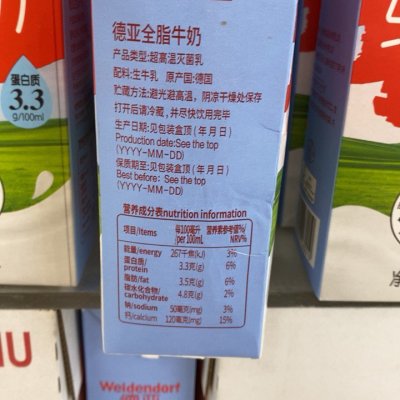 德亚全脂牛奶
产品类型:超高温灭菌乳
配料:生牛乳 原产国:德国
贮藏方法:避光避高温，阴凉干燥处保存
打开后请冷藏，并尽快饮用完毕
生产日期:见包装盒顶(年月日)
Production date:See the top
(YYYY-MM-DD)
保质期至:见包装盒顶(年月日)
Best before: See the top
(YYYY-MM-DD)
营养成分表nutrition information
项目/Items 每100毫升/per 100mL 营养素参考值%/NRV%
能量/energy 267千焦(kJ) 3%
蛋白质/protein 3.3克(g) 6%
脂肪/fat 3.5克(g) 6%
碳水化合物/carbohydrate 4.8克(g) 2%
钠/sodium 50毫克(mg) 3%
钙/calcium 120毫克(mg) 15%
蛋白质
3.3
g/100ml
Weidendorf